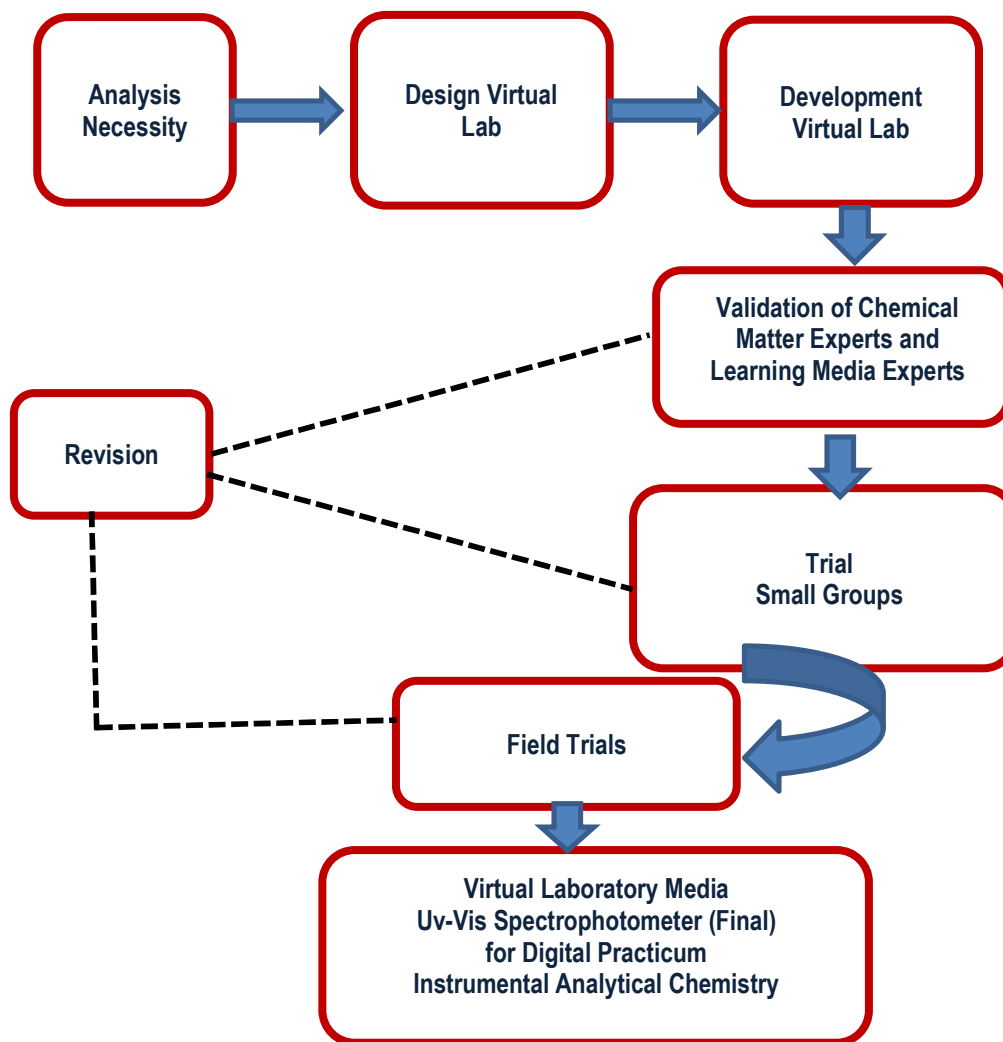 Analysis
Necessity
Design Virtual
Lab
Development
Virtual Lab
Validation of Chemical
Matter Experts and
Learning Media Experts
Revision
Trial
Small Groups
Field Trials
Virtual Laboratory Media
Uv-Vis Spectrophotometer (Final)
for Digital Practicum
Instrumental Analytical Chemistry